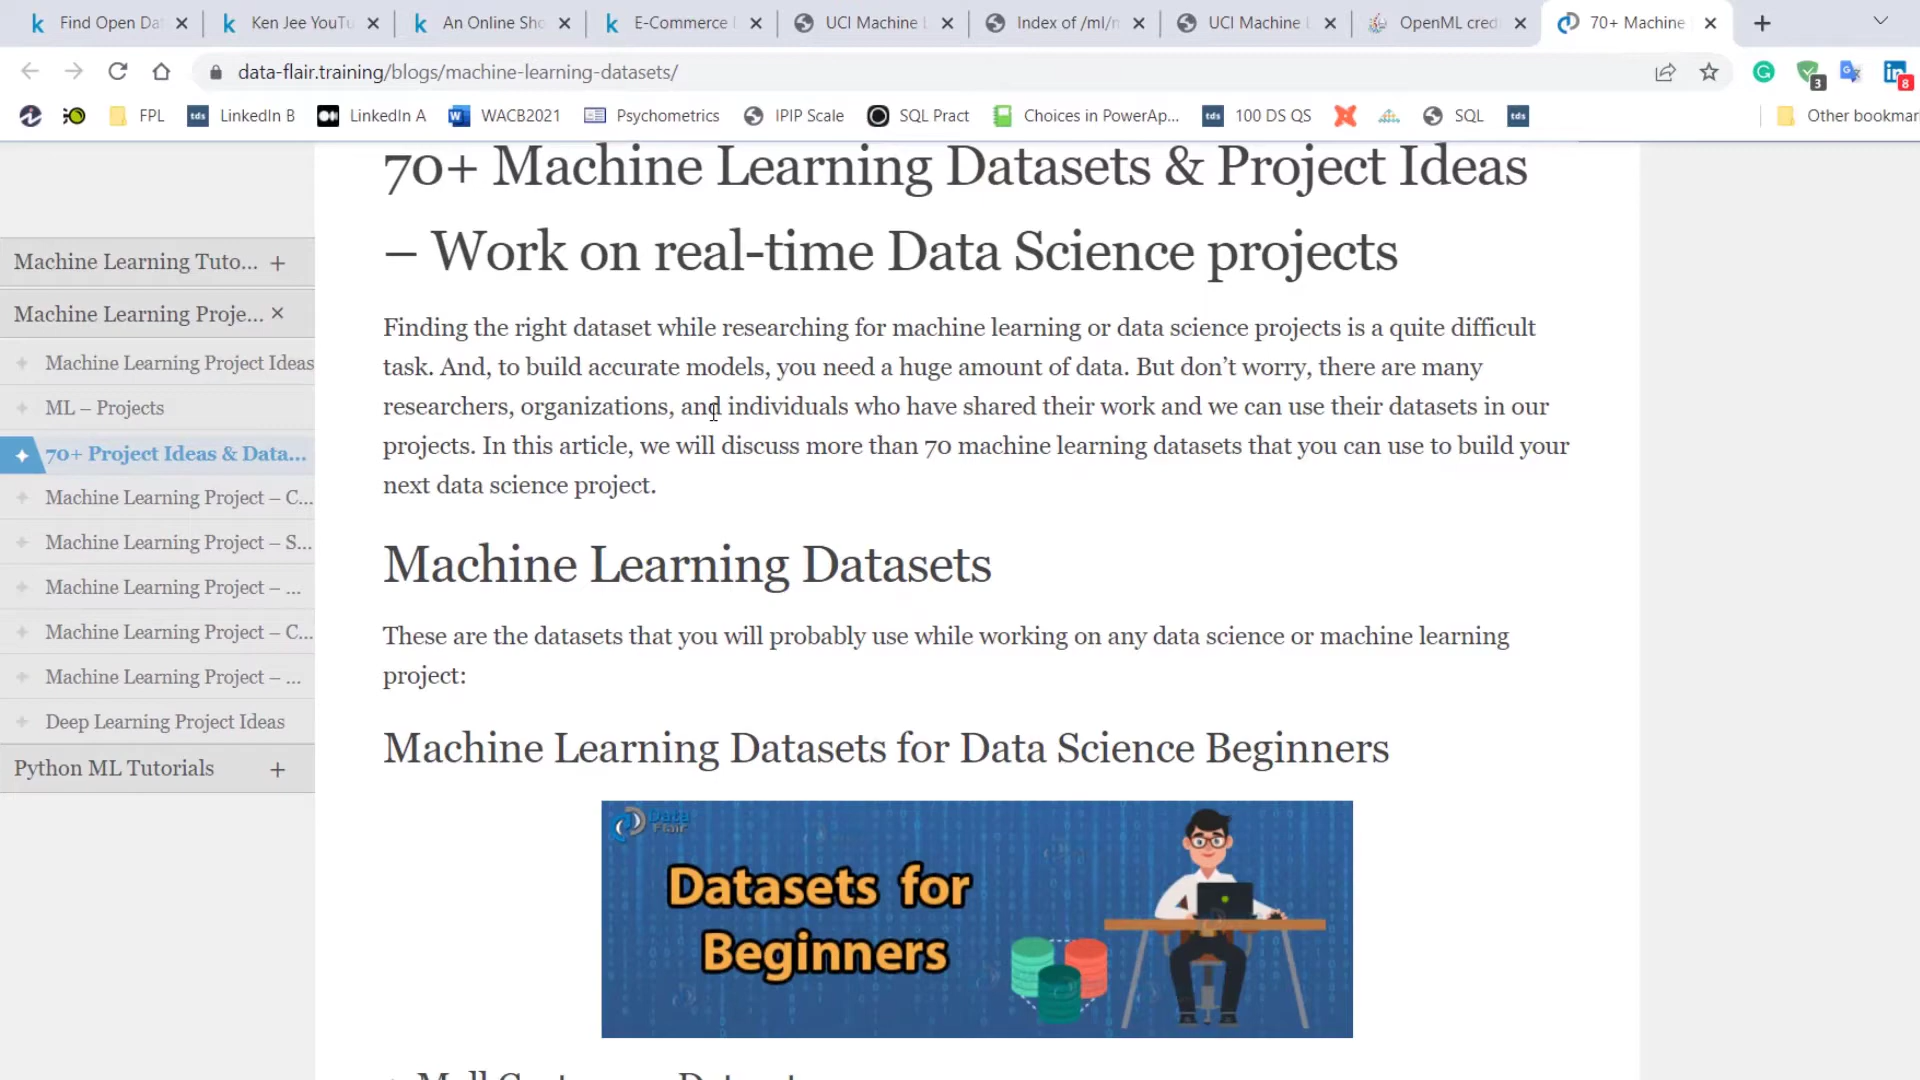 Find Open Da
Ken Jee YouTu
An Online Sho
E-Commerce
UCI Machine L
Index of /ml/m
UCI Machine L
OpenML cred
70+ Machine
data-flair.training/blogs/machine-learning-datasets/
3
8
FPL
LinkedIn B
LinkedIn A
WACB2021
Psychometrics
IPIP Scale
SQL Pract
Choices in PowerAp...
100 DS QS
SQL
Other bookmar
Machine Learning Tuto... +
Machine Learning Proje... ×
Machine Learning Project Ideas
ML – Projects
70+ Project Ideas & Data...
Machine Learning Project – C...
Machine Learning Project – S...
Machine Learning Project – ...
Machine Learning Project – C...
Machine Learning Project – ...
Deep Learning Project Ideas
Python ML Tutorials +
70+ Machine Learning Datasets & Project Ideas
– Work on real-time Data Science projects
Finding the right dataset while researching for machine learning or data science projects is a quite difficult
task. And, to build accurate models, you need a huge amount of data. But don’t worry, there are many
researchers, organizations, and individuals who have shared their work and we can use their datasets in our
projects. In this article, we will discuss more than 70 machine learning datasets that you can use to build your
next data science project.
Machine Learning Datasets
These are the datasets that you will probably use while working on any data science or machine learning
project:
Machine Learning Datasets for Data Science Beginners
Data
Flair
Datasets for
Beginners